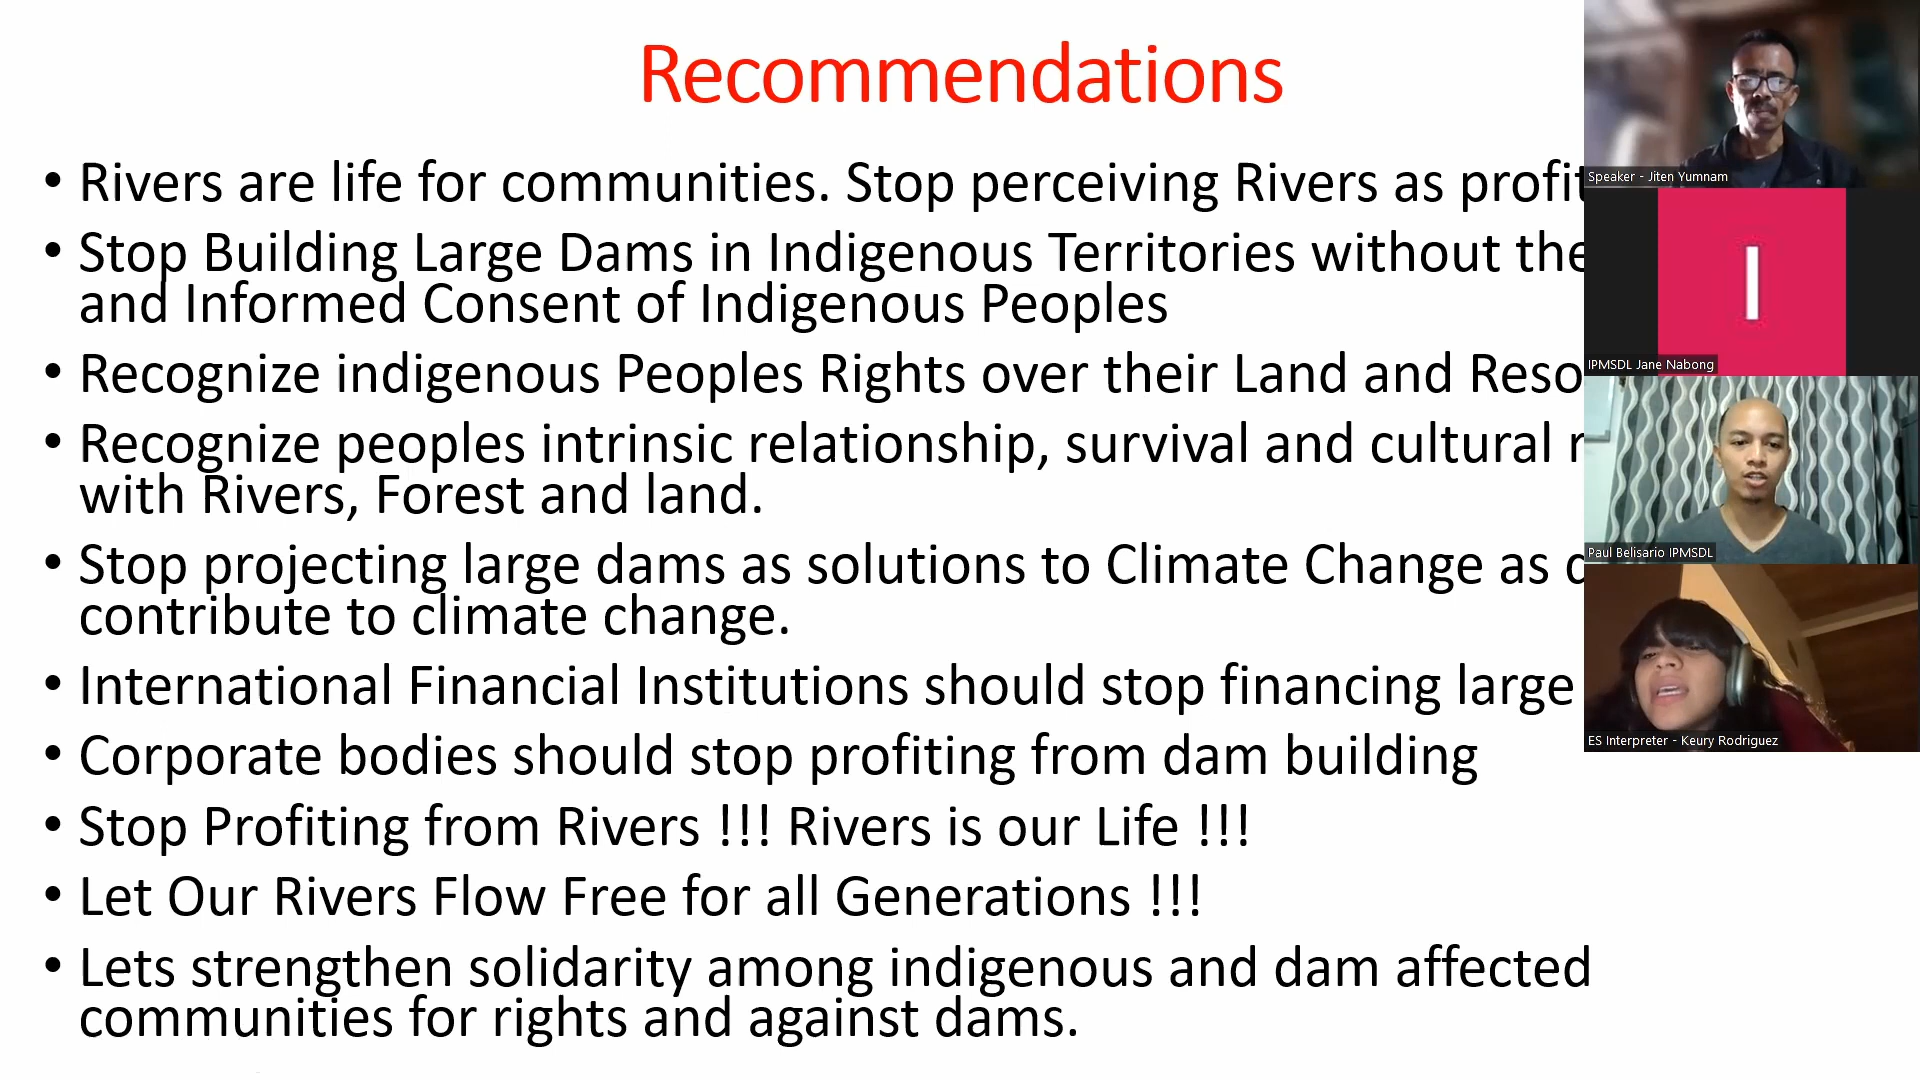 Recommendations
• Rivers are life for communities. Stop perceiving Rivers as profit
• Stop Building Large Dams in Indigenous Territories without the
and Informed Consent of Indigenous Peoples
• Recognize indigenous Peoples Rights over their Land and Reso
• Recognize peoples intrinsic relationship, survival and cultural
with Rivers, Forest and land.
• Stop projecting large dams as solutions to Climate Change as
contribute to climate change.
• International Financial Institutions should stop financing large
• Corporate bodies should stop profiting from dam building
• Stop Profiting from Rivers !!! Rivers is our Life !!!
• Let Our Rivers Flow Free for all Generations !!!
• Lets strengthen solidarity among indigenous and dam affected
communities for rights and against dams.
Speaker - Jiten Yumnam
I
IPMSDL Jane Nabong
Paul Belisario IPMSDL
ES Interpreter - Keury Rodriguez